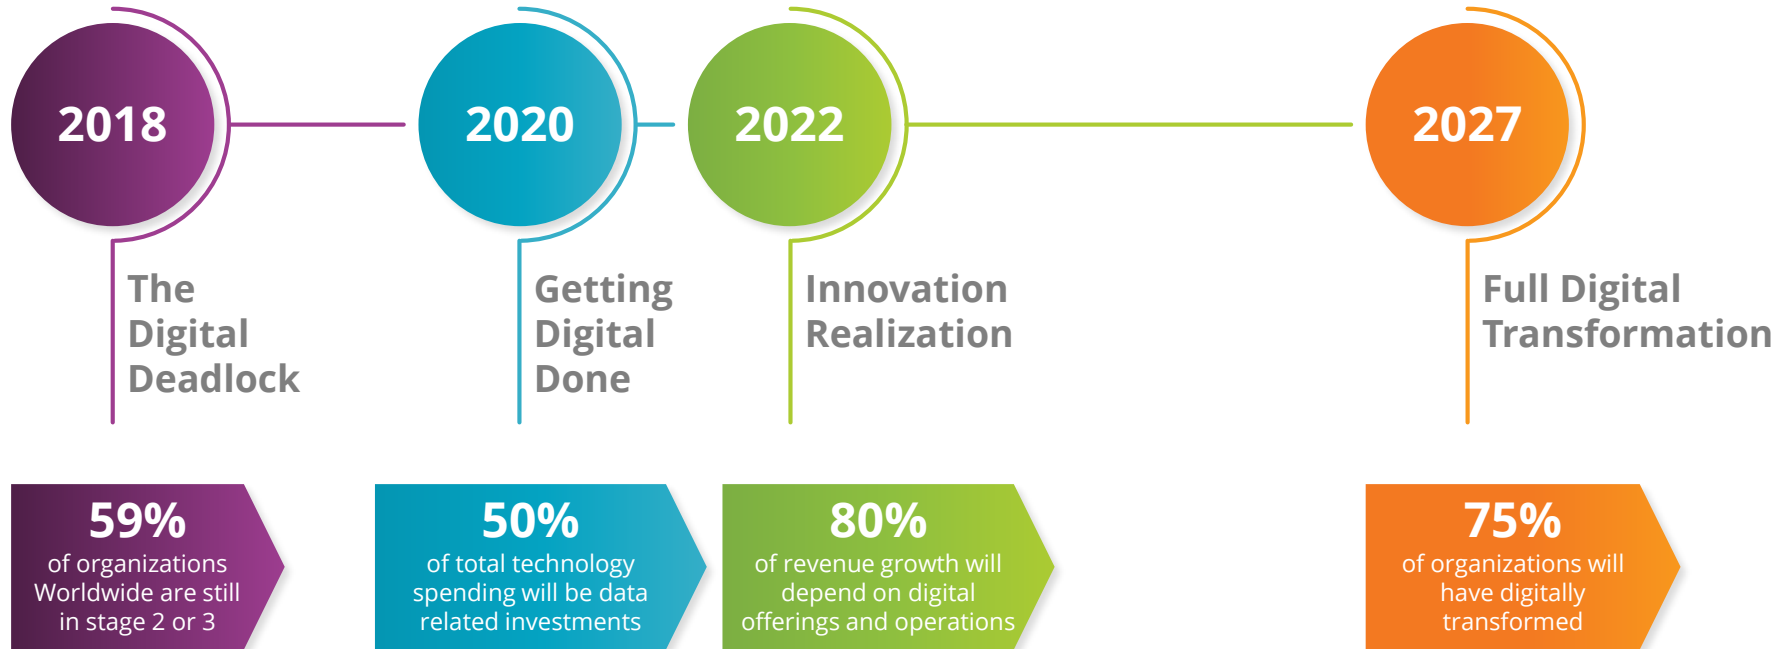 2018
2020
2022
2027
The
Digital
Deadlock
Getting
Digital
Done
Innovation
Realization
Full Digital
Transformation
59%
of organizations
Worldwide are still
in stage 2 or 3
50%
of total technology
spending will be data
related investments
80%
of revenue growth will
depend on digital
offerings and operations
75%
of organizations will
have digitally
transformed